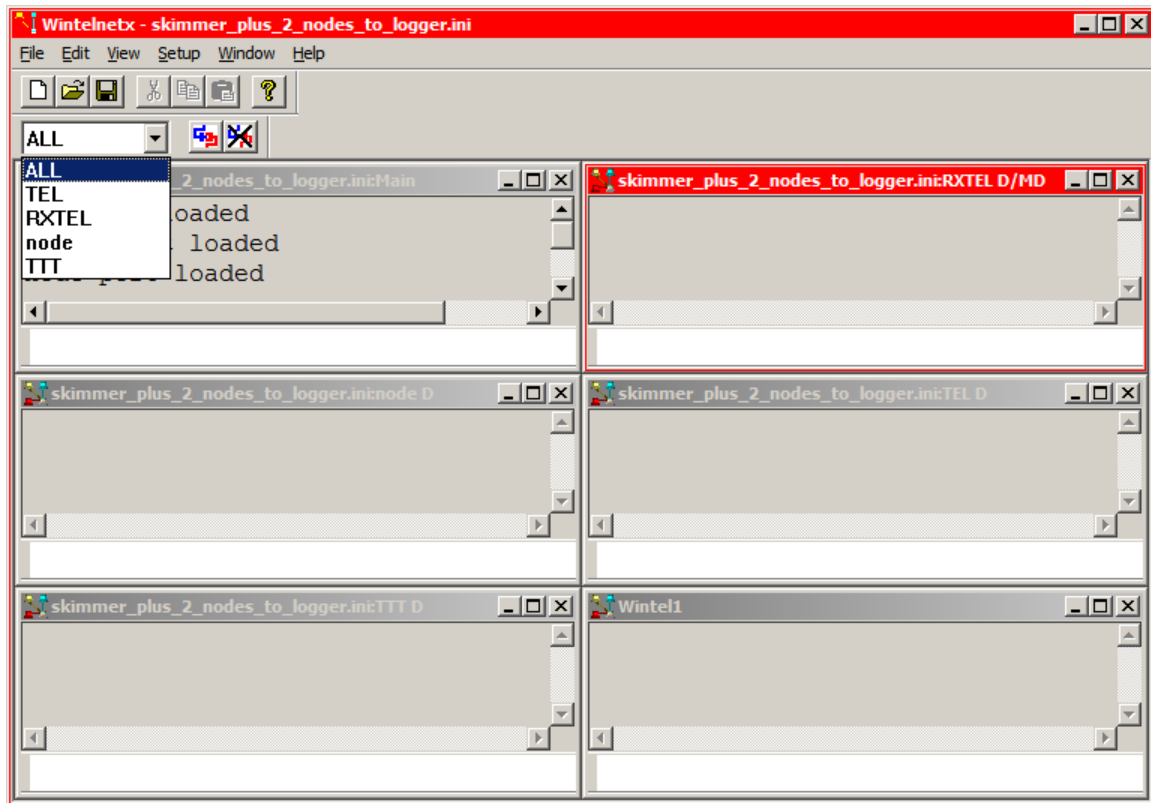 Wintelnetx - skimmer_plus_2_nodes_to_logger.ini
File Edit View Setup Window Help
ALL
ALL
TEL
RXTEL
node
TTT
_2_nodes_to_logger.ini:Main
loaded
loaded
loaded
skimmer_plus_2_nodes_to_logger.ini:RXTEL D/MD
skimmer_plus_2_nodes_to_logger.ini:node D
skimmer_plus_2_nodes_to_logger.ini:TEL D
skimmer_plus_2_nodes_to_logger.ini:TTT D
Wintel1